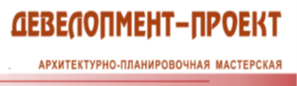 ДЕВЕЛОПМЕНТ-ПРОЕКТ
АРХИТЕКТУРНО-ПЛАНИРОВОЧНАЯ МАСТЕРСКАЯ